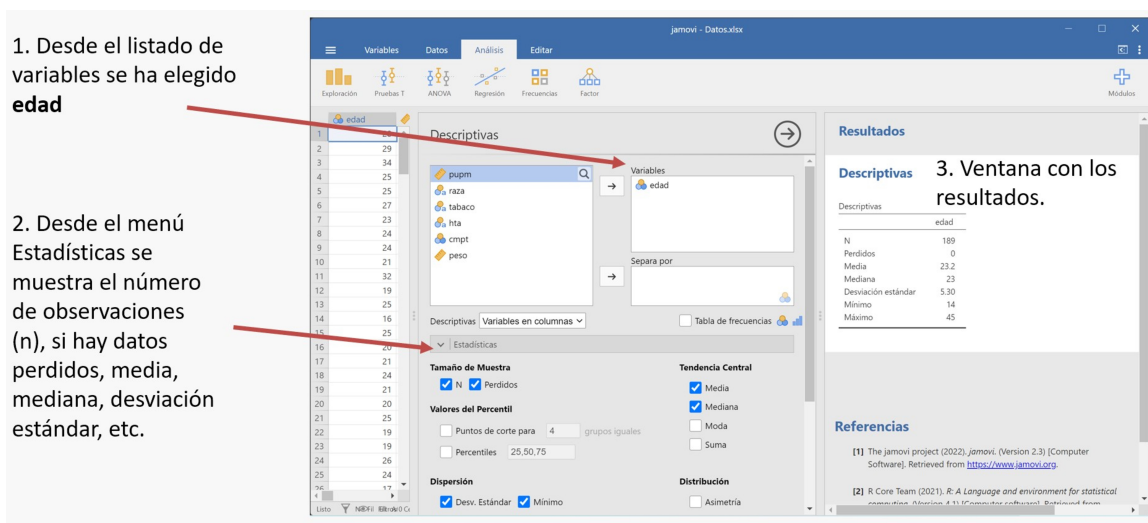 1. Desde el listado de
variables se ha elegido
edad
2. Desde el menú
Estadísticas se
muestra el número
de observaciones
(n), si hay datos
perdidos, media,
mediana, desviación
estándar, etc.
jamovi - Datos.xlsx
Variables Datos Análisis Editar
Exploración Pruebas T ANOVA Regresión Frecuencias Factor Módulos
edad
1
2 29
3 34
4 25
5 25
6 27
7 23
8 24
9 24
10 21
11 32
12 19
13 25
14 16
15 25
16 20
17 21
18 24
19 21
20 20
21 25
22 19
23 19
24 26
25 24
26 17
Listo
Descriptivas
pupm
raza
tabaco
hta
cmpt
peso
Variables
edad
Separa por
Descriptivas Variables en columnas Tabla de frecuencias
Estadísticas
Tamaño de Muestra
N Perdidos
Valores del Percentil
Puntos de corte para 4 grupos iguales
Percentiles 25,50,75
Dispersión
Desv. Estándar Mínimo
Tendencia Central
Media
Mediana
Moda
Suma
Distribución
Asimetría
Resultados
Descriptivas
3. Ventana con los
resultados.
Descriptivas
edad
N 189
Perdidos 0
Media 23.2
Mediana 23
Desviación estándar 5.30
Mínimo 14
Máximo 45
Referencias
[1] The jamovi project (2022). jamovi. (Version 2.3) [Computer
Software]. Retrieved from https://www.jamovi.org.
[2] R Core Team (2021). R: A Language and environment for statistical
computing. (Version 4.1) [Computer software]. Retrieved from